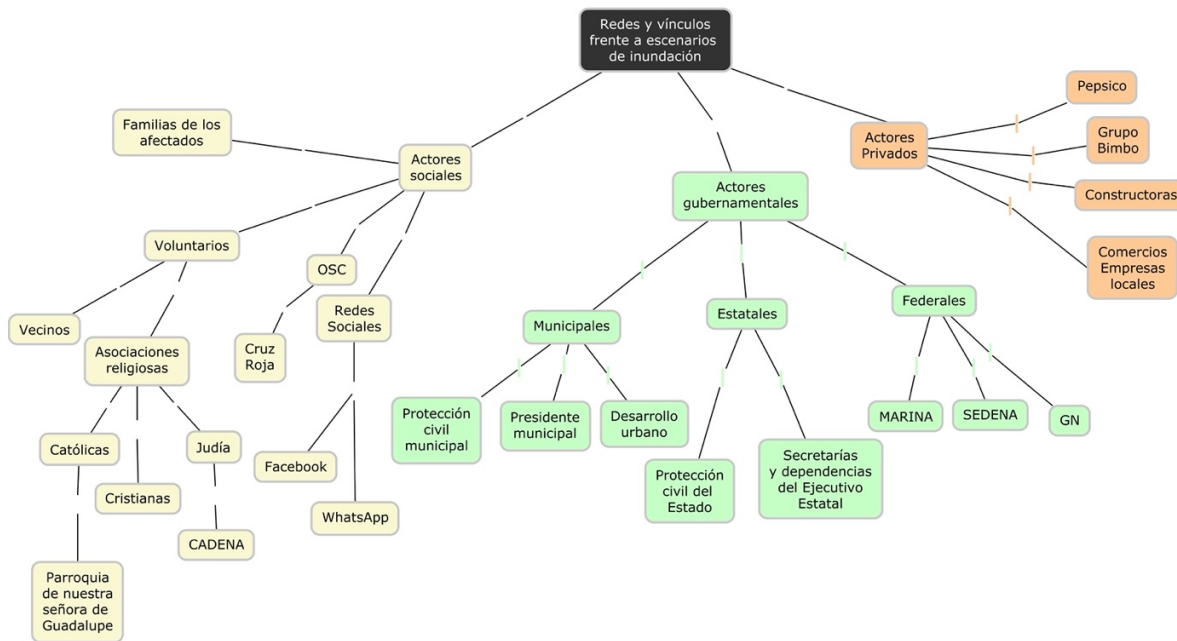 Redes y vínculos
frente a escenarios
de inundación
Familias de los
afectados
Actores
sociales
Voluntarios
Vecinos
Asociaciones
religiosas
Católicas
Parroquia
de nuestra
señora de
Guadalupe
Cristianas
Judía
CADENA
OSC
Cruz
Roja
Redes
Sociales
Facebook
WhatsApp
Actores
gubernamentales
Municipales
Protección
civil
municipal
Presidente
municipal
Desarrollo
urbano
Estatales
Protección
civil del
Estado
Secretarías
y dependencias
del Ejecutivo
Estatal
Federales
MARINA
SEDENA
GN
Actores
Privados
Pepsico
Grupo
Bimbo
Constructoras
Comercios
Empresas
locales